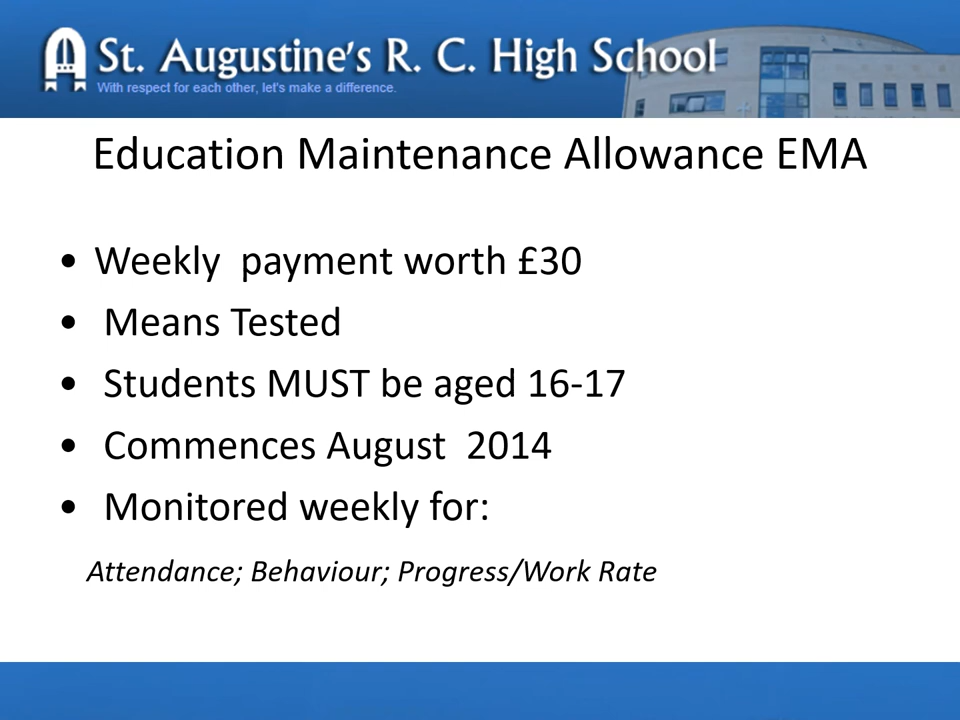 St. Augustine's R. C. High School
With respect for each other, let's make a difference.
Education Maintenance Allowance EMA
• Weekly payment worth £30
• Means Tested
• Students MUST be aged 16-17
• Commences August 2014
• Monitored weekly for:
Attendance; Behaviour; Progress/Work Rate